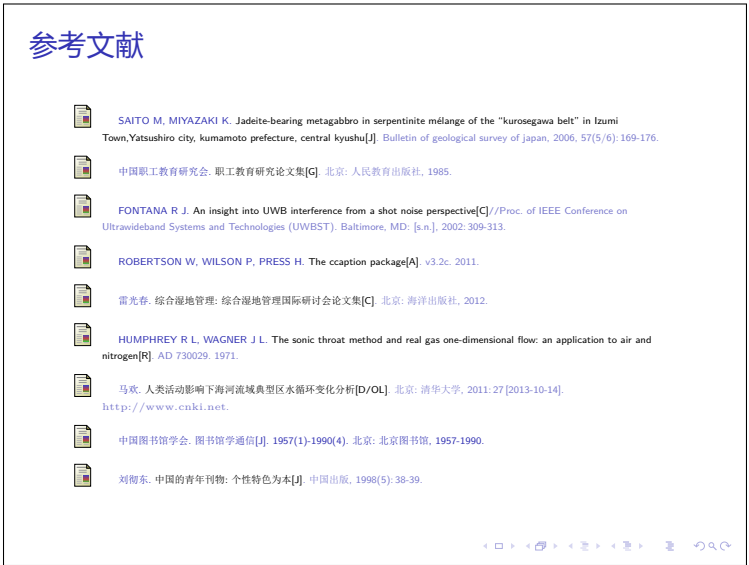 参考文献
SAITO M, MIYAZAKI K. Jadeite-bearing metagabbro in serpentinite mélange of the “kurosegawa belt” in Izumi
Town,Yatsushiro city, kumamoto prefecture, central kyushu[J]. Bulletin of geological survey of japan, 2006, 57(5/6): 169-176.
中国职工教育研究会. 职工教育研究论文集[G]. 北京: 人民教育出版社, 1985.
FONTANA R J. An insight into UWB interference from a shot noise perspective[C]//Proc. of IEEE Conference on
Ultrawideband Systems and Technologies (UWBST). Baltimore, MD: [s.n.], 2002: 309-313.
ROBERTSON W, WILSON P, PRESS H. The ccaption package[A]. v3.2c. 2011.
雷光春. 综合湿地管理: 综合湿地管理国际研讨会论文集[C]. 北京: 海洋出版社, 2012.
HUMPHREY R L, WAGNER J L. The sonic throat method and real gas one-dimensional flow: an application to air and
nitrogen[R]. AD 730029. 1971.
马欢. 人类活动影响下海河流域典型区水循环变化分析[D/OL]. 北京: 清华大学, 2011: 27 [2013-10-14].
http://www.cnki.net.
中国图书馆学会. 图书馆学通信[J]. 1957(1)-1990(4). 北京: 北京图书馆, 1957-1990.
刘彻东. 中国的青年刊物: 个性特色为本[J]. 中国出版, 1998(5): 38-39.